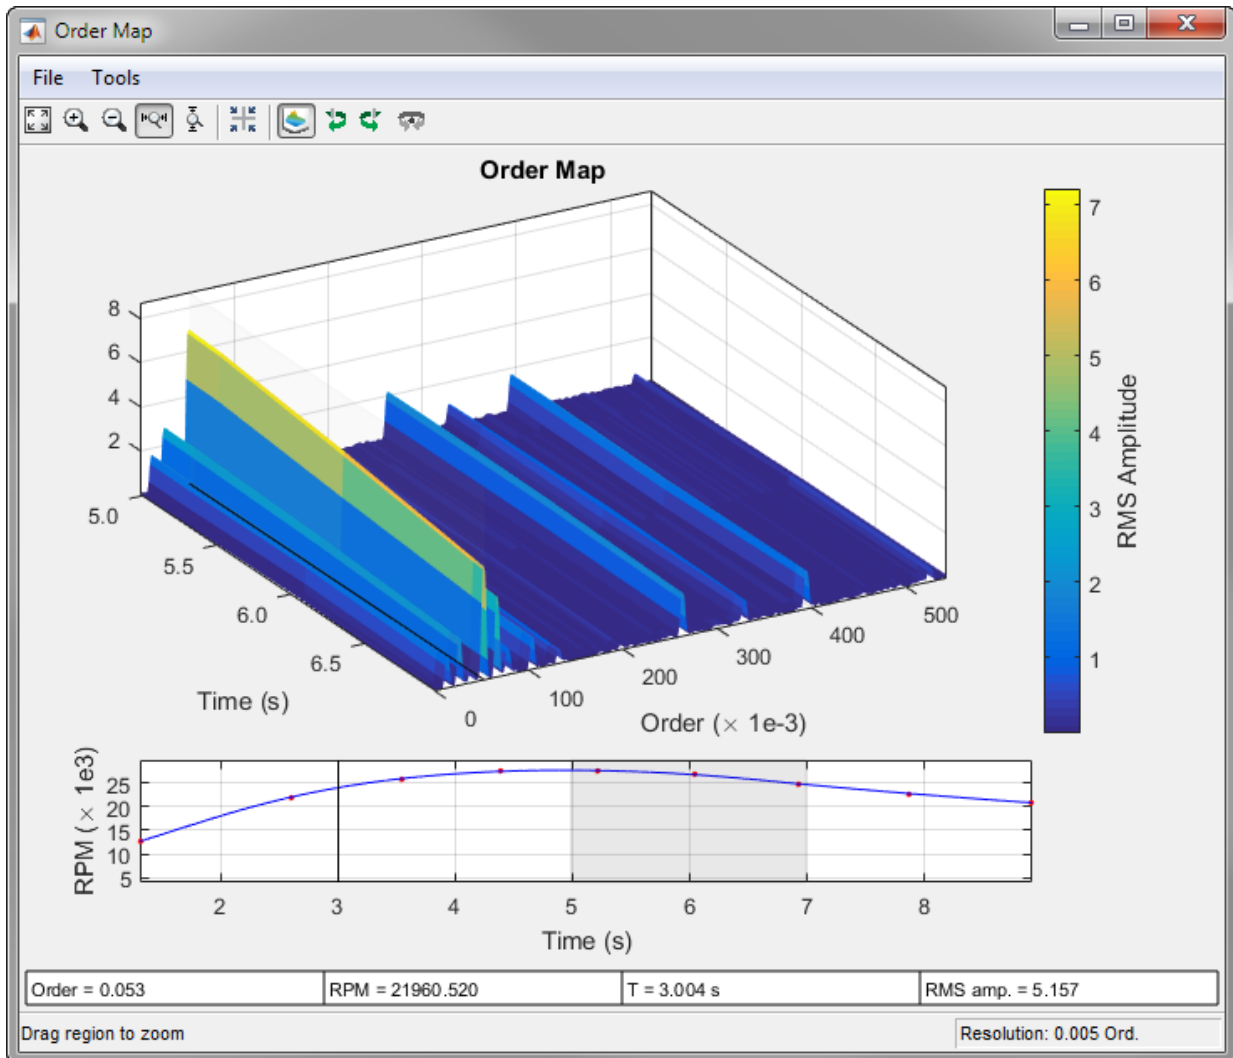 Order Map
File Tools
Order Map
8
6
4
2
5.0
5.5
6.0
6.5
Time (s)
0
100
200
300
400
500
Order (× 1e-3)
7
6
5
4
3
2
1
RMS Amplitude
RPM (× 1e3)
25
20
15
10
5
2 3 4 5 6 7 8
Time (s)
Order = 0.053 RPM = 21960.520 T = 3.004 s RMS amp. = 5.157
Drag region to zoom Resolution: 0.005 Ord.